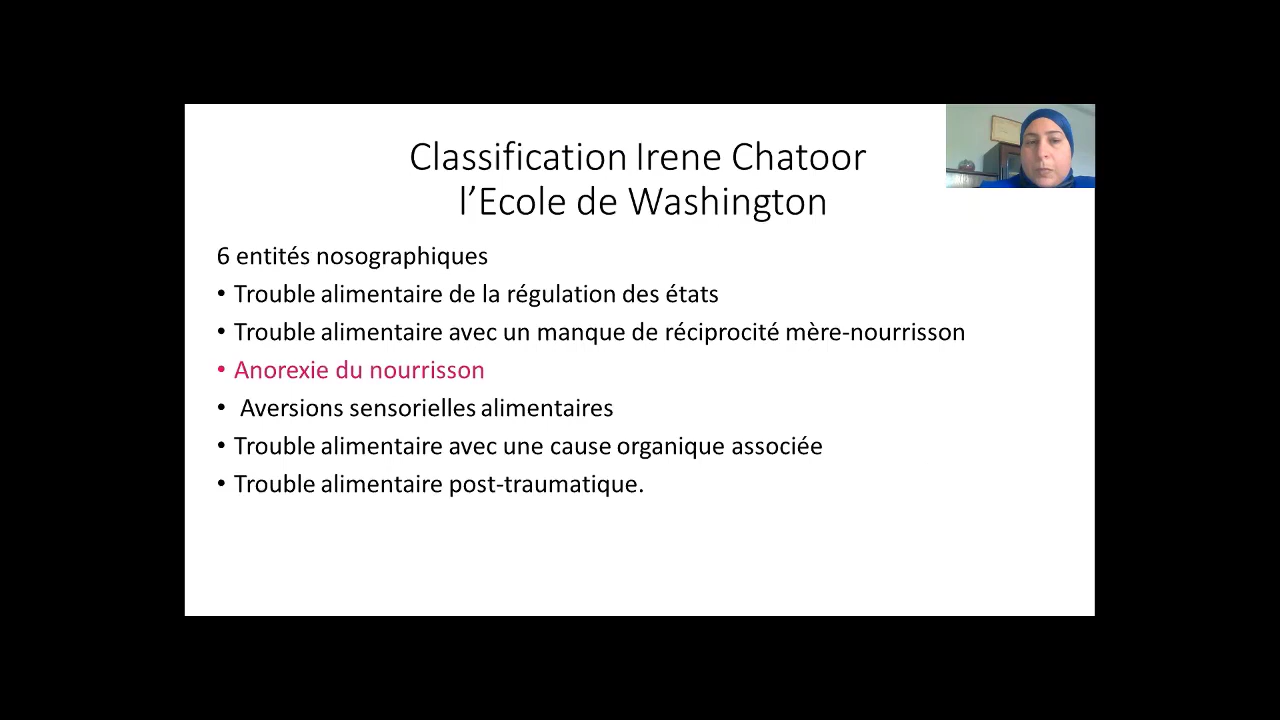 Classification Irene Chatoor
l’Ecole de Washington
6 entités nosographiques
• Trouble alimentaire de la régulation des états
• Trouble alimentaire avec un manque de réciprocité mère-nourrisson
• Anorexie du nourrisson
• Aversions sensorielles alimentaires
• Trouble alimentaire avec une cause organique associée
• Trouble alimentaire post-traumatique.